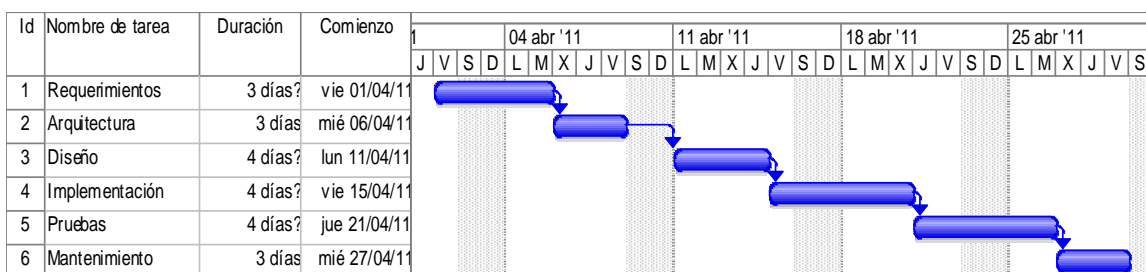 Id Nombre de tarea Duración Comienzo 1 04 abr '11 11 abr '11 18 abr '11 25 abr '11
J V S D L M X J V S D L M X J V S D L M X J V S D L M X J V S
1 Requerimientos 3 días? vie 01/04/11
2 Arquitectura 3 días mié 06/04/11
3 Diseño 4 días? lun 11/04/11
4 Implementación 4 días? vie 15/04/11
5 Pruebas 4 días? jue 21/04/11
6 Mantenimiento 3 días mié 27/04/11